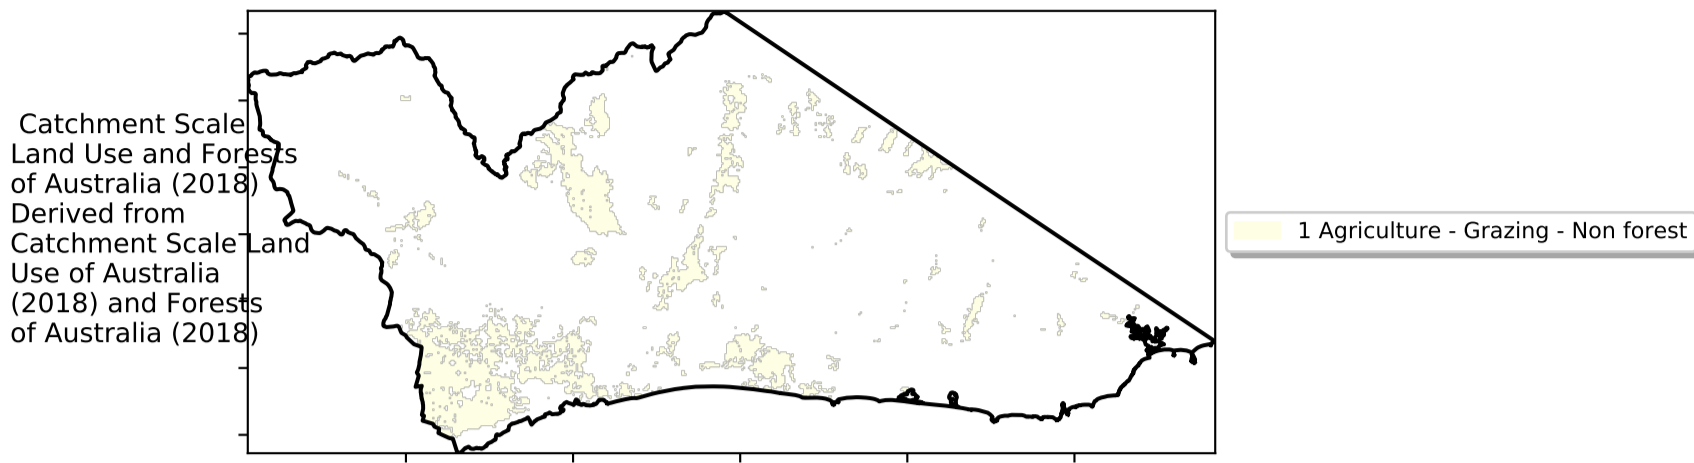 Catchment Scale
Land Use and Forests
of Australia (2018)
Derived from
Catchment Scale Land
Use of Australia
(2018) and Forests
of Australia (2018)
1 Agriculture - Grazing - Non forest